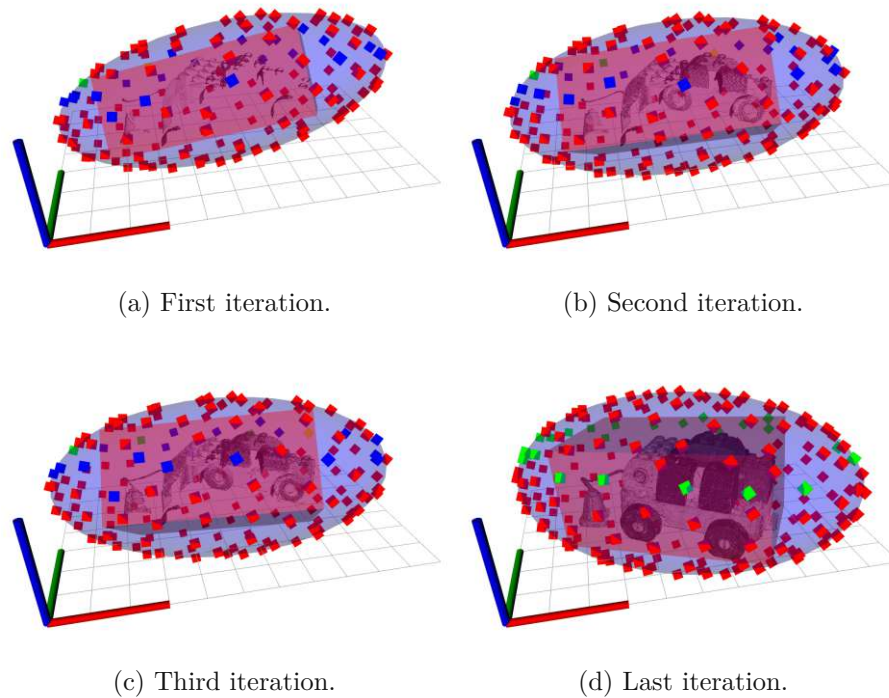 (a) First iteration.
(b) Second iteration.
(c) Third iteration.
(d) Last iteration.